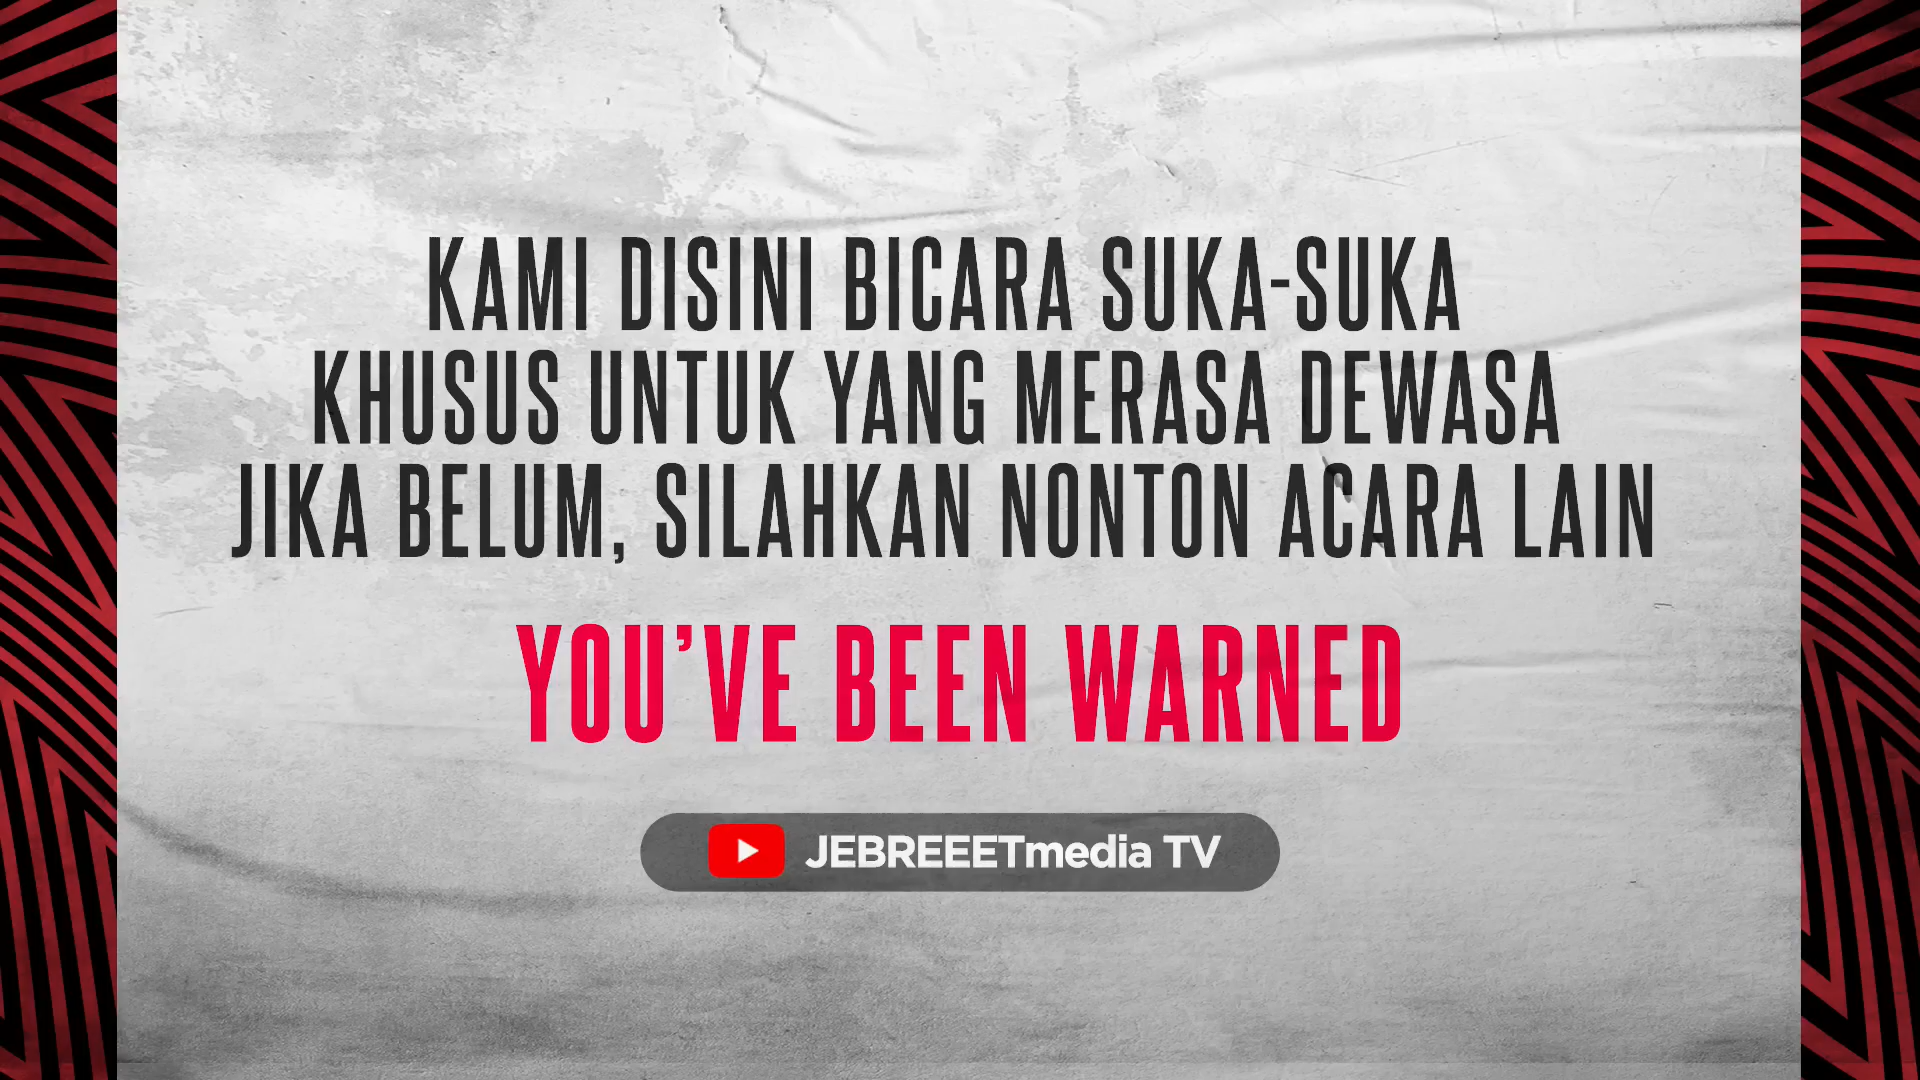 KAMI DISINI BICARA SUKA-SUKA
KHUSUS UNTUK YANG MERASA DEWASA
JIKA BELUM, SILAHKAN NONTON ACARA LAIN
YOU'VE BEEN WARNED
JEBREEETmedia TV